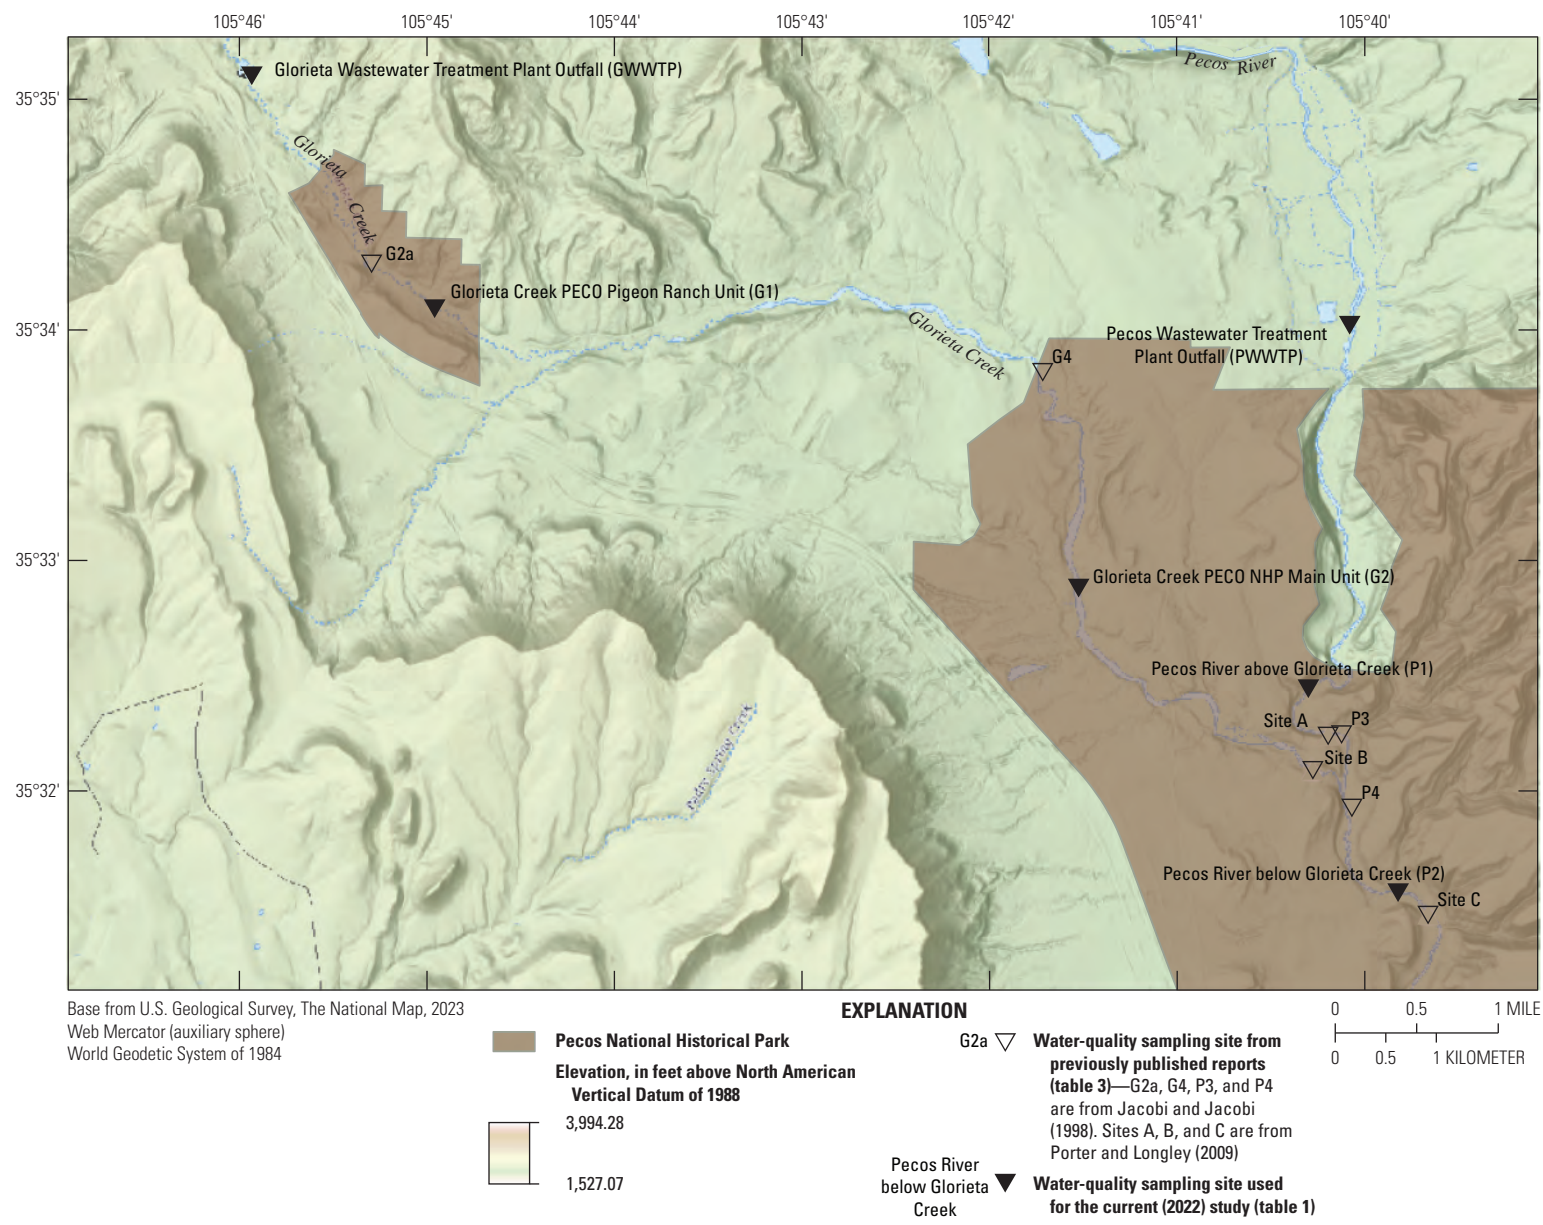 105°46' 105°45' 105°44' 105°43' 105°42' 105°41' 105°40'
Pecos River
Glorieta Wastewater Treatment Plant Outfall (GWWTP)
35°35'
Glorieta Creek
G2a
Glorieta Creek PECO Pigeon Ranch Unit (G1)
35°34'
Glorieta Creek
Pecos Wastewater Treatment
Plant Outfall (PWWTP)
G4
35°33'
Glorieta Creek PECO NHP Main Unit (G2)
Pecos River above Glorieta Creek (P1)
Site A
P3
Site B
35°32'
P4
Padre Spring Creek
Pecos River below Glorieta Creek (P2)
Site C
Base from U.S. Geological Survey, The National Map, 2023
Web Mercator (auxiliary sphere)
World Geodetic System of 1984
EXPLANATION
Pecos National Historical Park
Elevation, in feet above North American
Vertical Datum of 1988
3,994.28
1,527.07
G2a
Water-quality sampling site from
previously published reports
(table 3)—G2a, G4, P3, and P4
are from Jacobi and Jacobi
(1998). Sites A, B, and C are from
Porter and Longley (2009)
Pecos River
below Glorieta
Creek
Water-quality sampling site used
for the current (2022) study (table 1)
0 0.5 1 MILE
0 0.5 1 KILOMETER